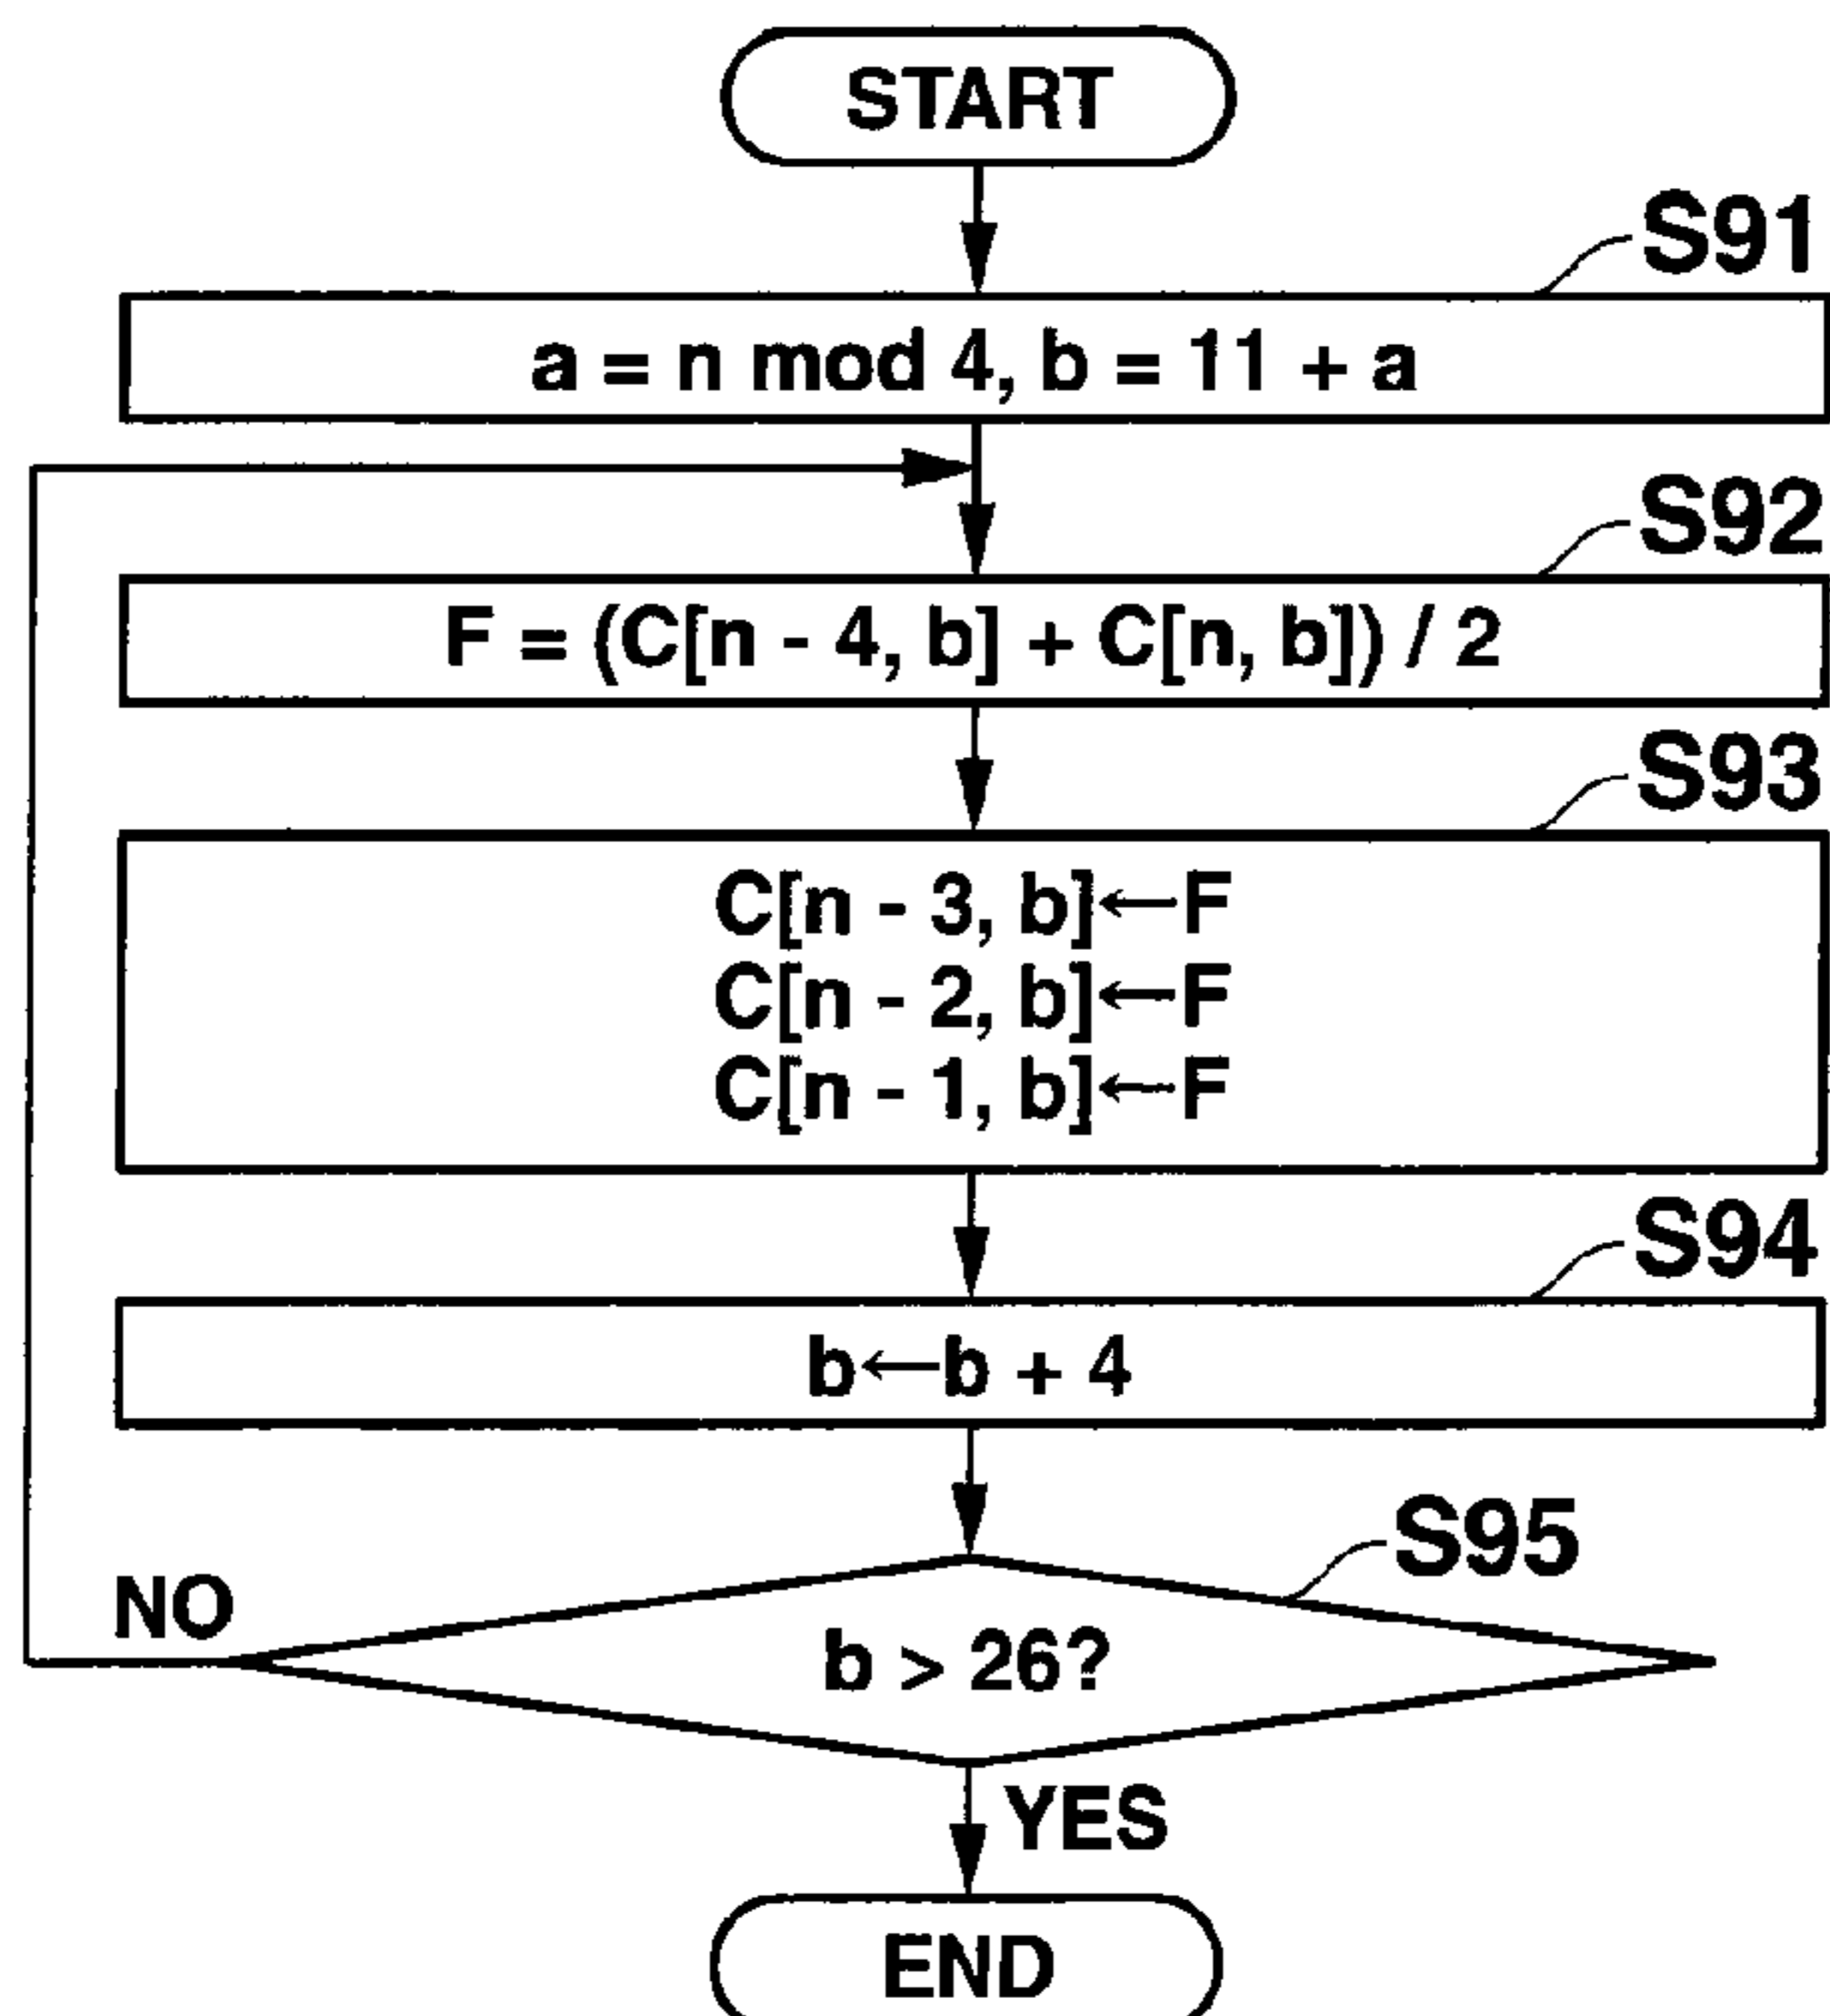 START
S91
a = n mod 4, b = 11 + a
S92
F = (C[n - 4, b] + C[n, b]) / 2
S93
C[n - 3, b]←F
C[n - 2, b]←F
C[n - 1, b]←F
S94
b←b + 4
S95
NO
b > 26?
YES
END